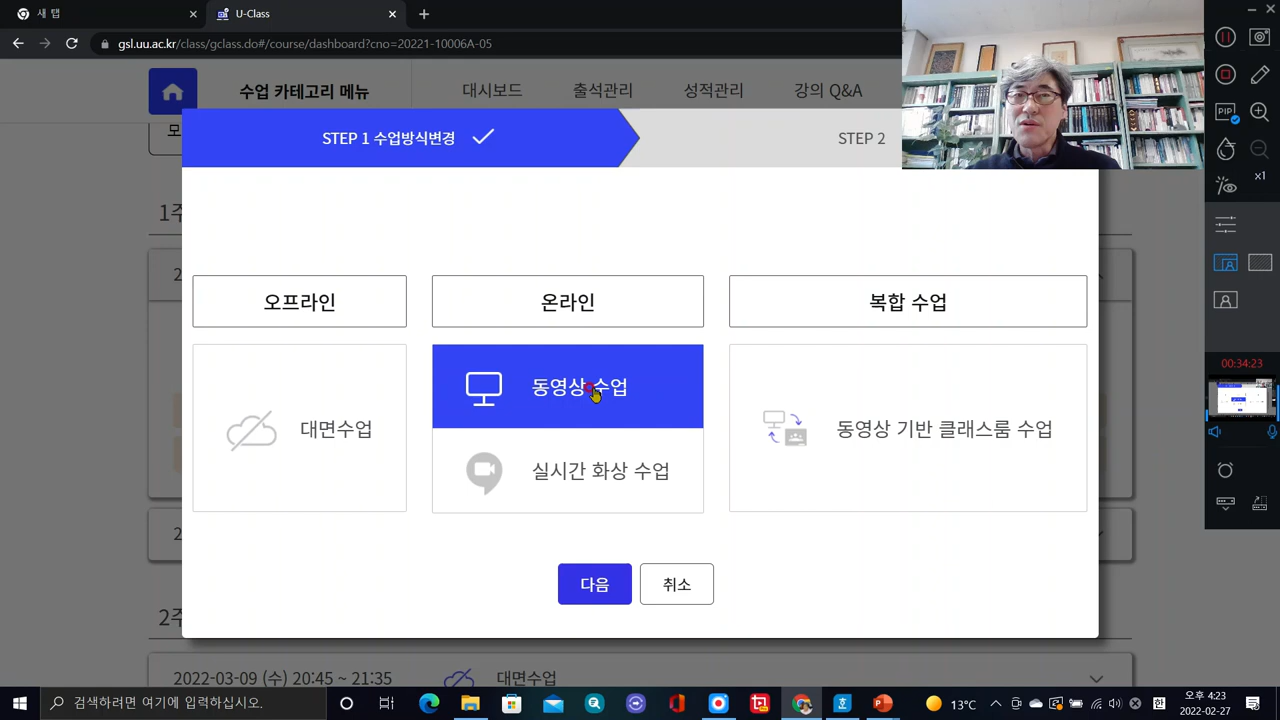 새 탭
U-Class
gsl.uu.ac.kr/class/gclass.do#/course/dashboard?cno=20221-10006A-05
수업 카테고리 메뉴
대시보드
출석관리
성적관리
강의 Q&A
모
STEP 1 수업방식변경
STEP 2
PIP
x1
1주
오프라인
온라인
복합 수업
2
동영상 수업
대면수업
동영상 기반 클래스룸 수업
실시간 화상 수업
00:34:23
2
다음
취소
2주
2022-03-09 (수) 20:45 ~ 21:35
대면수업
검색하려면 여기에 입력하십시오.
13°C
한
오후 4:23
2022-02-27